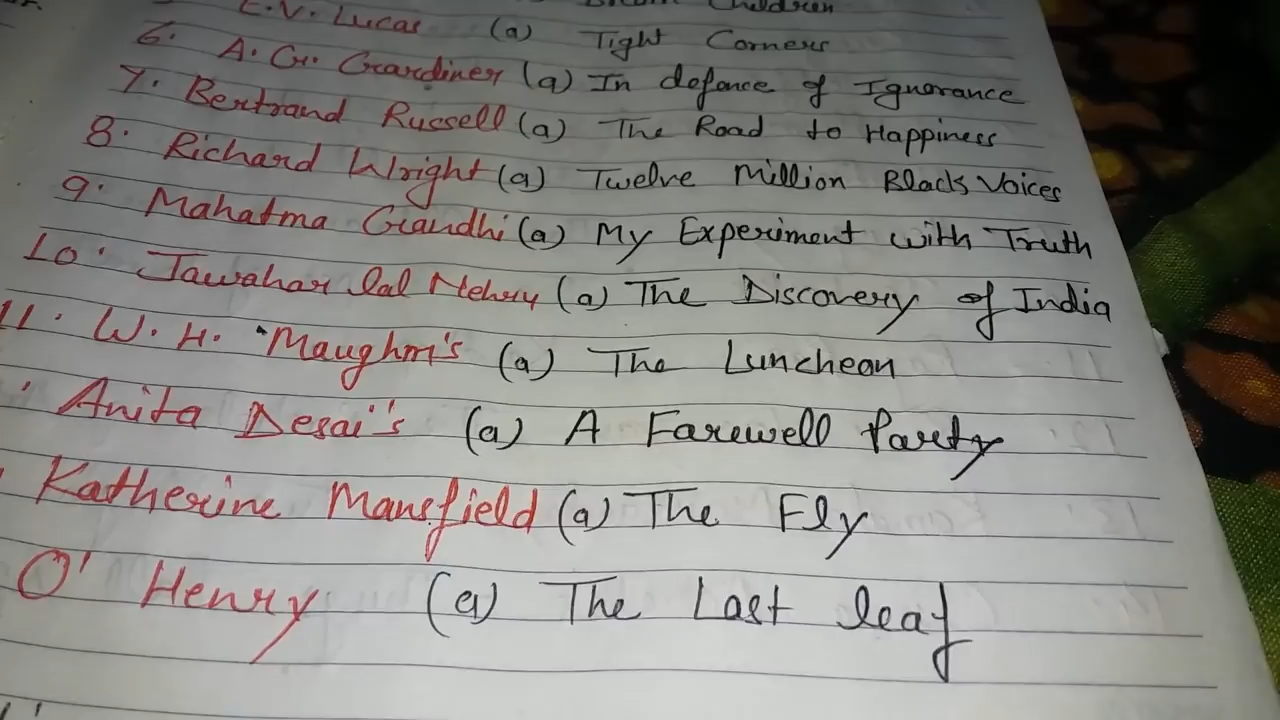 Children
E.V. Lucas (a) Tight Corners
6. A. G. Gardiner (a) In defance of Ignorance
7. Bertrand Russell (a) The Road to Happiness
8. Richard Wright (a) Twelve Million Black Voices
9. Mahatma Gandhi (a) My Experiment with Truth
10. Jawahar lal Nehru (a) The Discovery of India
11. W. H. Maughm's (a) The Luncheon
Anita Desai's (a) A Farewell Party
Katherine Mansfield (a) The Fly
O' Henry (a) The Last leaf